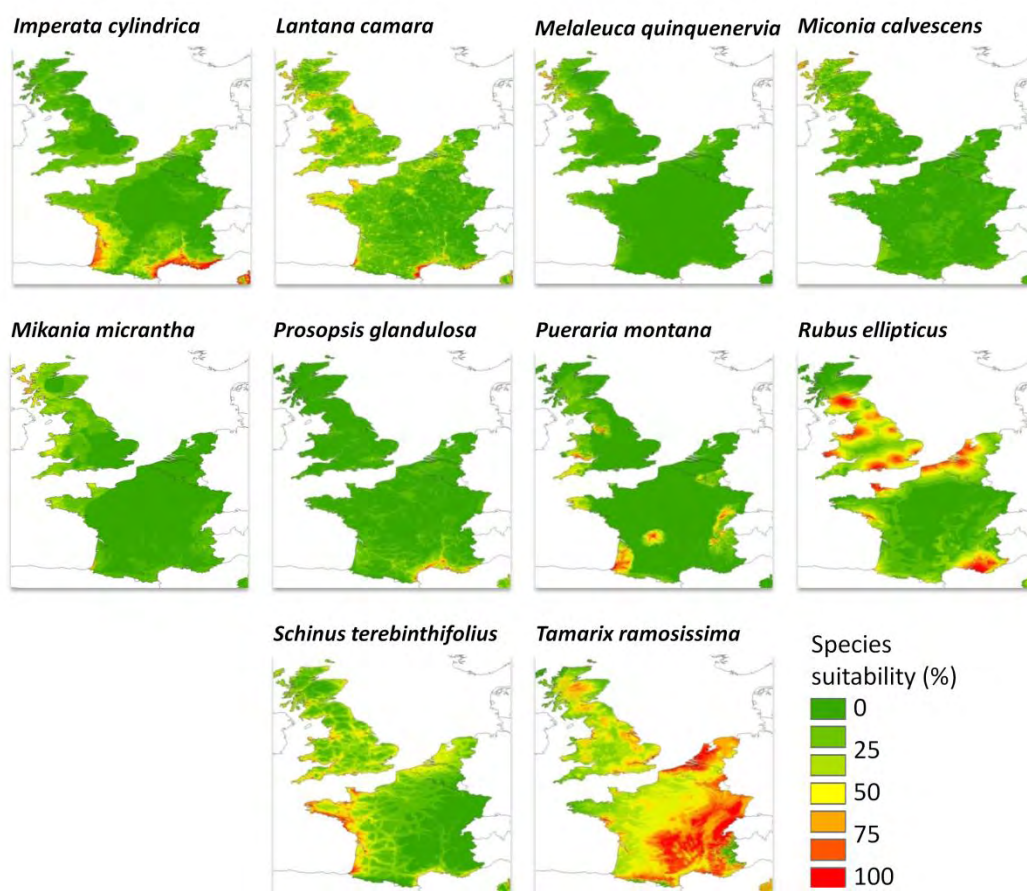 Imperata cylindrica
Lantana camara
Melaleuca quinquenervia
Miconia calvescens
Mikania micrantha
Prosopsis glandulosa
Pueraria montana
Rubus ellipticus
Schinus terebinthifolius
Tamarix ramosissima
Species
suitability (%)
0
25
50
75
100